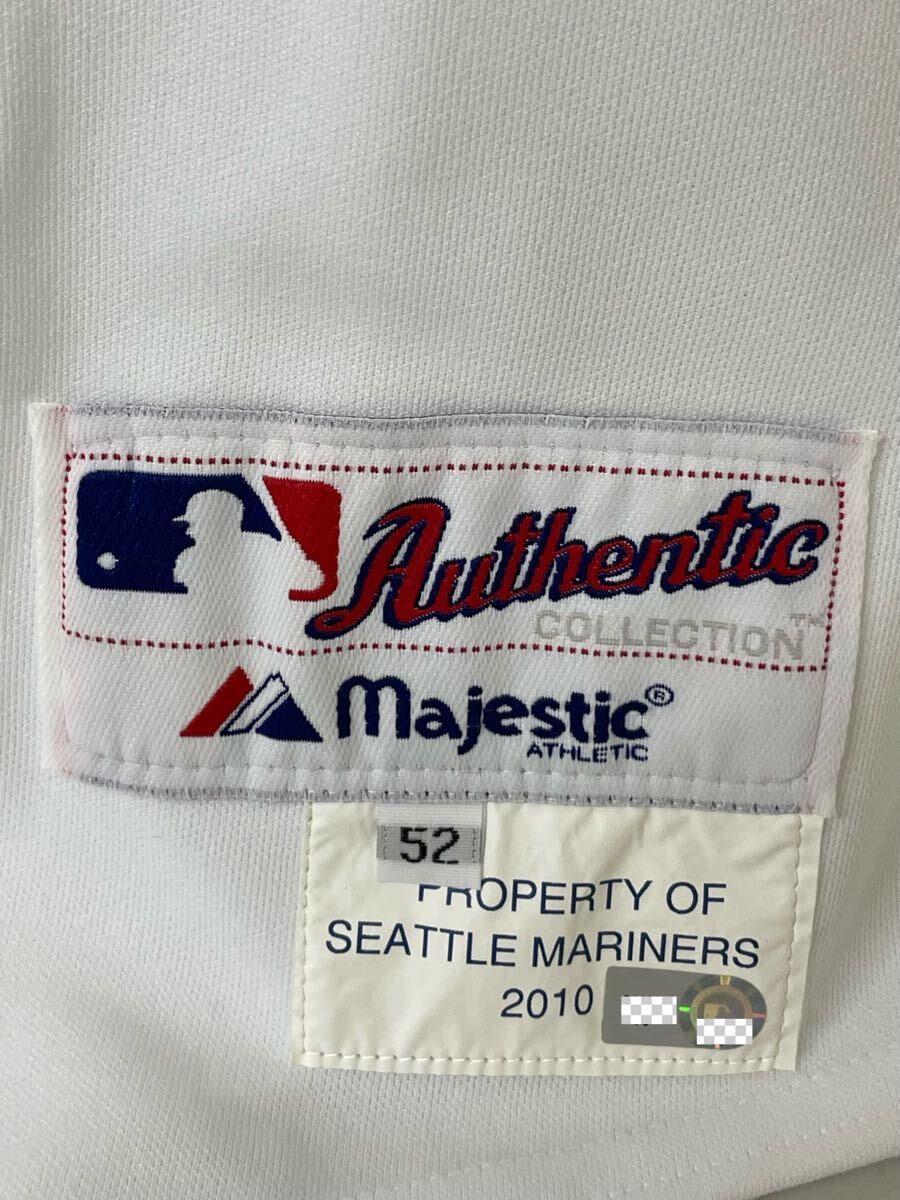 Authentic
COLLECTION™
Majestic®
ATHLETIC
52
PROPERTY OF
SEATTLE MARINERS
2010